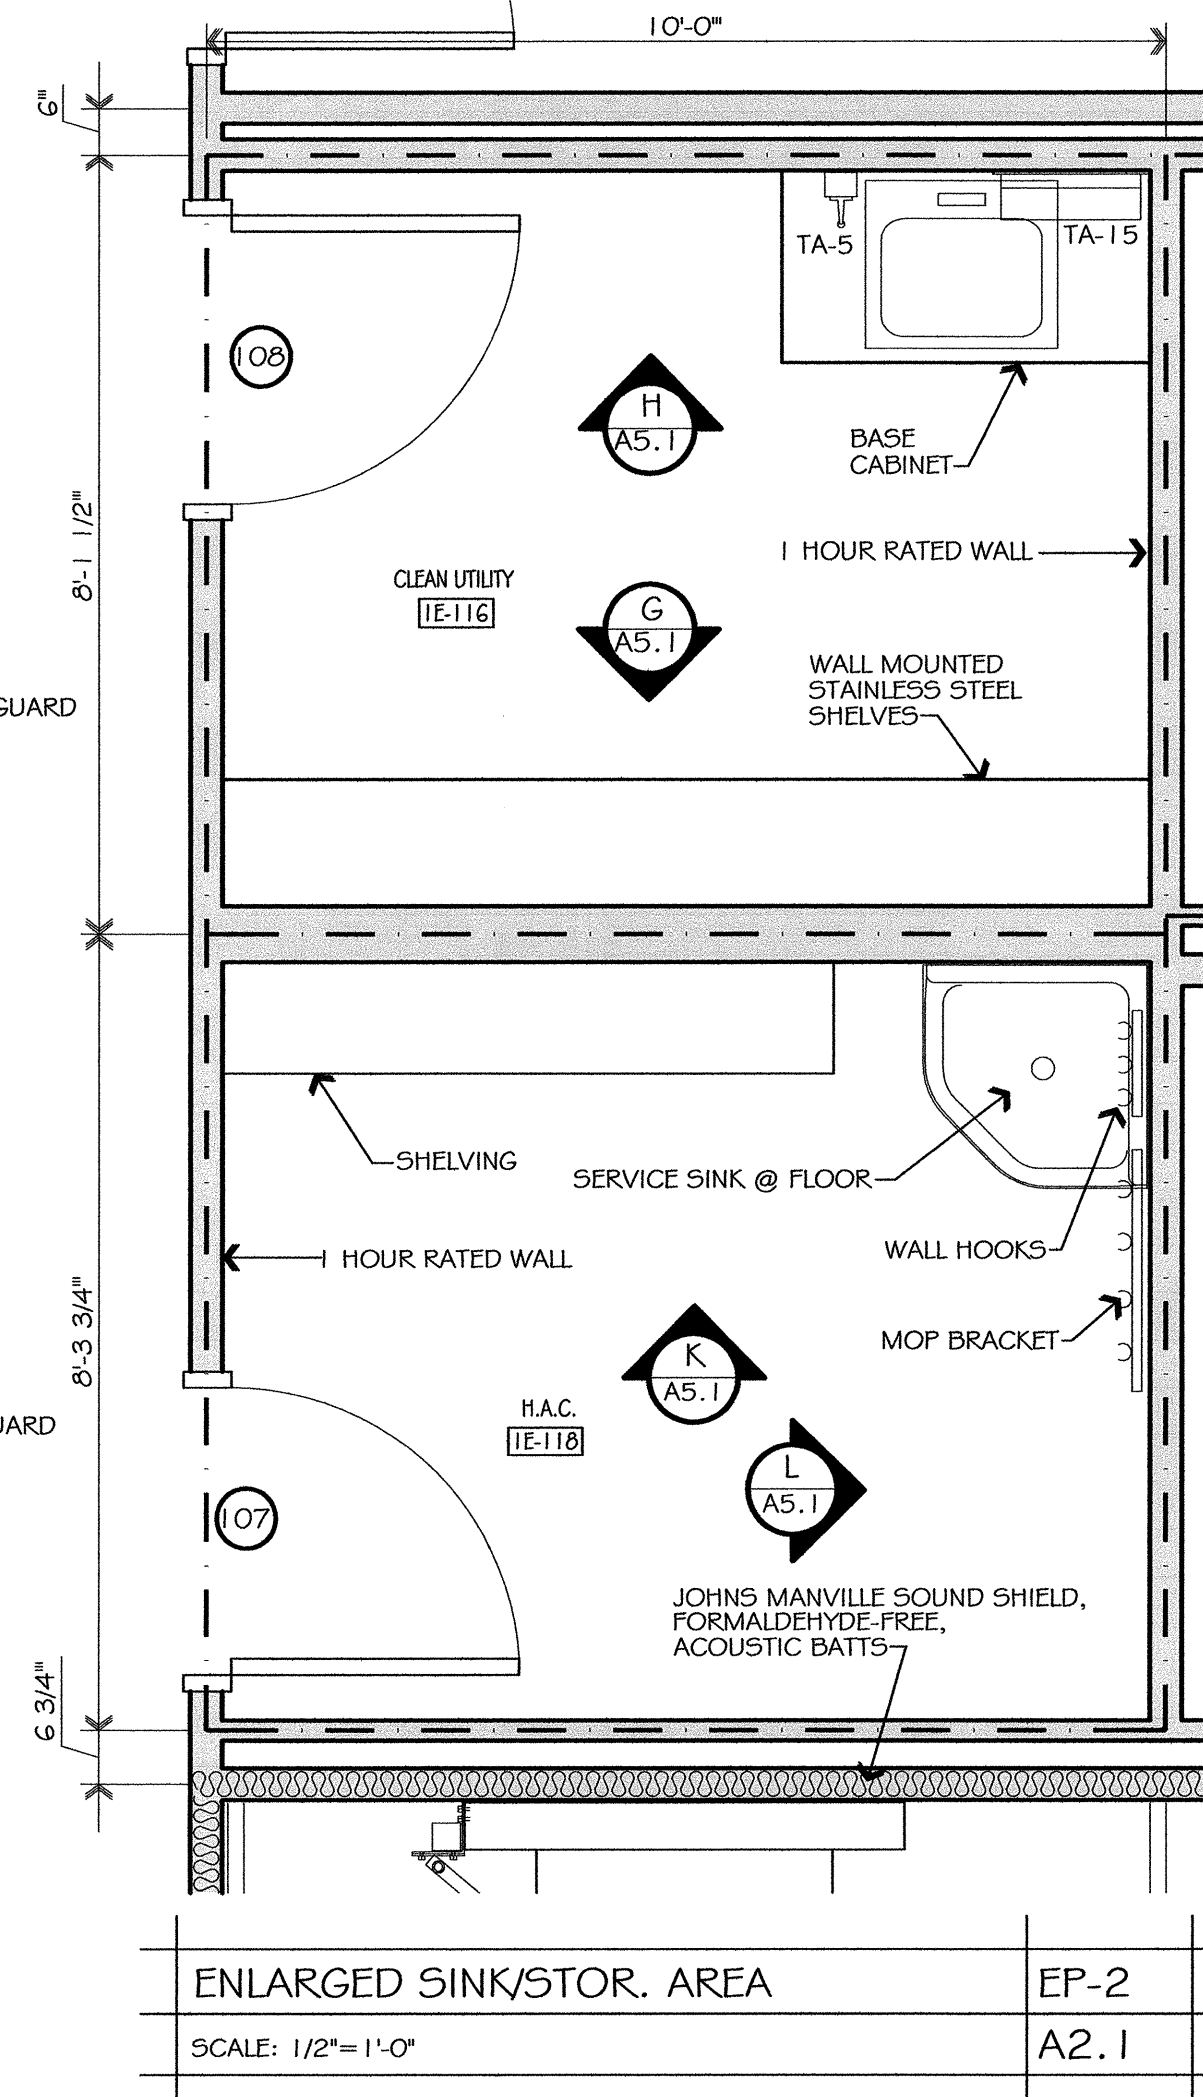 10'-0"
6"
TA-5
TA-15
108
H
A5.1
BASE
CABINET
8'-1 1/2"
1 HOUR RATED WALL
CLEAN UTILITY
1E-116
G
A5.1
WALL MOUNTED
STAINLESS STEEL
SHELVES
GUARD
SHELVING
SERVICE SINK @ FLOOR
WALL HOOKS
1 HOUR RATED WALL
8'-3 3/4"
MOP BRACKET
K
A5.1
H.A.C.
1E-118
UARD
L
A5.1
107
JOHNS MANVILLE SOUND SHIELD,
FORMALDEHYDE-FREE,
ACOUSTIC BATTS
6 3/4"
ENLARGED SINK/STOR. AREA
EP-2
SCALE: 1/2"=1'-0"
A2.1